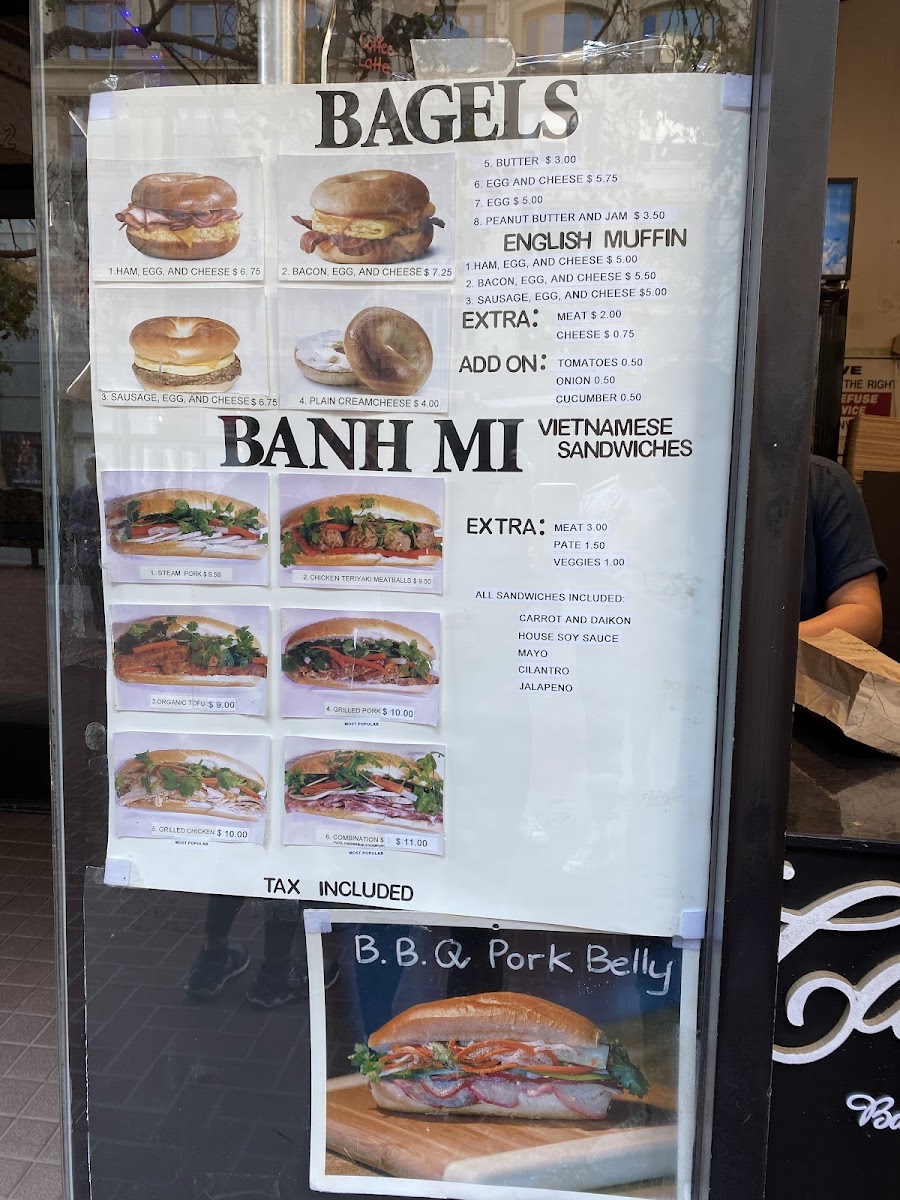 Coffee
Latte
BAGELS
1.HAM, EGG, AND CHEESE $ 6.75
2. BACON, EGG, AND CHEESE $ 7.25
3. SAUSAGE, EGG, AND CHEESE $ 6.75
4. PLAIN CREAMCHEESE $ 4.00
5. BUTTER $ 3.00
6. EGG AND CHEESE $ 5.75
7. EGG $ 5.00
8. PEANUT BUTTER AND JAM $ 3.50
ENGLISH MUFFIN
1.HAM, EGG, AND CHEESE $ 5.00
2. BACON, EGG, AND CHEESE $ 5.50
3. SAUSAGE, EGG, AND CHEESE $5.00
EXTRA: MEAT $ 2.00
CHEESE $ 0.75
ADD ON: TOMATOES 0.50
ONION 0.50
CUCUMBER 0.50
BANH MI VIETNAMESE
SANDWICHES
1. STEAM PORK $ 9.50
2. CHICKEN TERIYAKI MEATBALLS $ 9.50
3.ORGANIC TOFU $ 9.00
4. GRILLED PORK $ 10.00
MOST POPULAR
5. GRILLED CHICKEN $ 10.00
MOST POPULAR
6. COMBINATION $ 11.00
MOST POPULAR
EXTRA: MEAT 3.00
PATE 1.50
VEGGIES 1.00
ALL SANDWICHES INCLUDED:
CARROT AND DAIKON
HOUSE SOY SAUCE
MAYO
CILANTRO
JALAPENO
TAX INCLUDED
B.B.Q Pork Belly
THE RIGHT